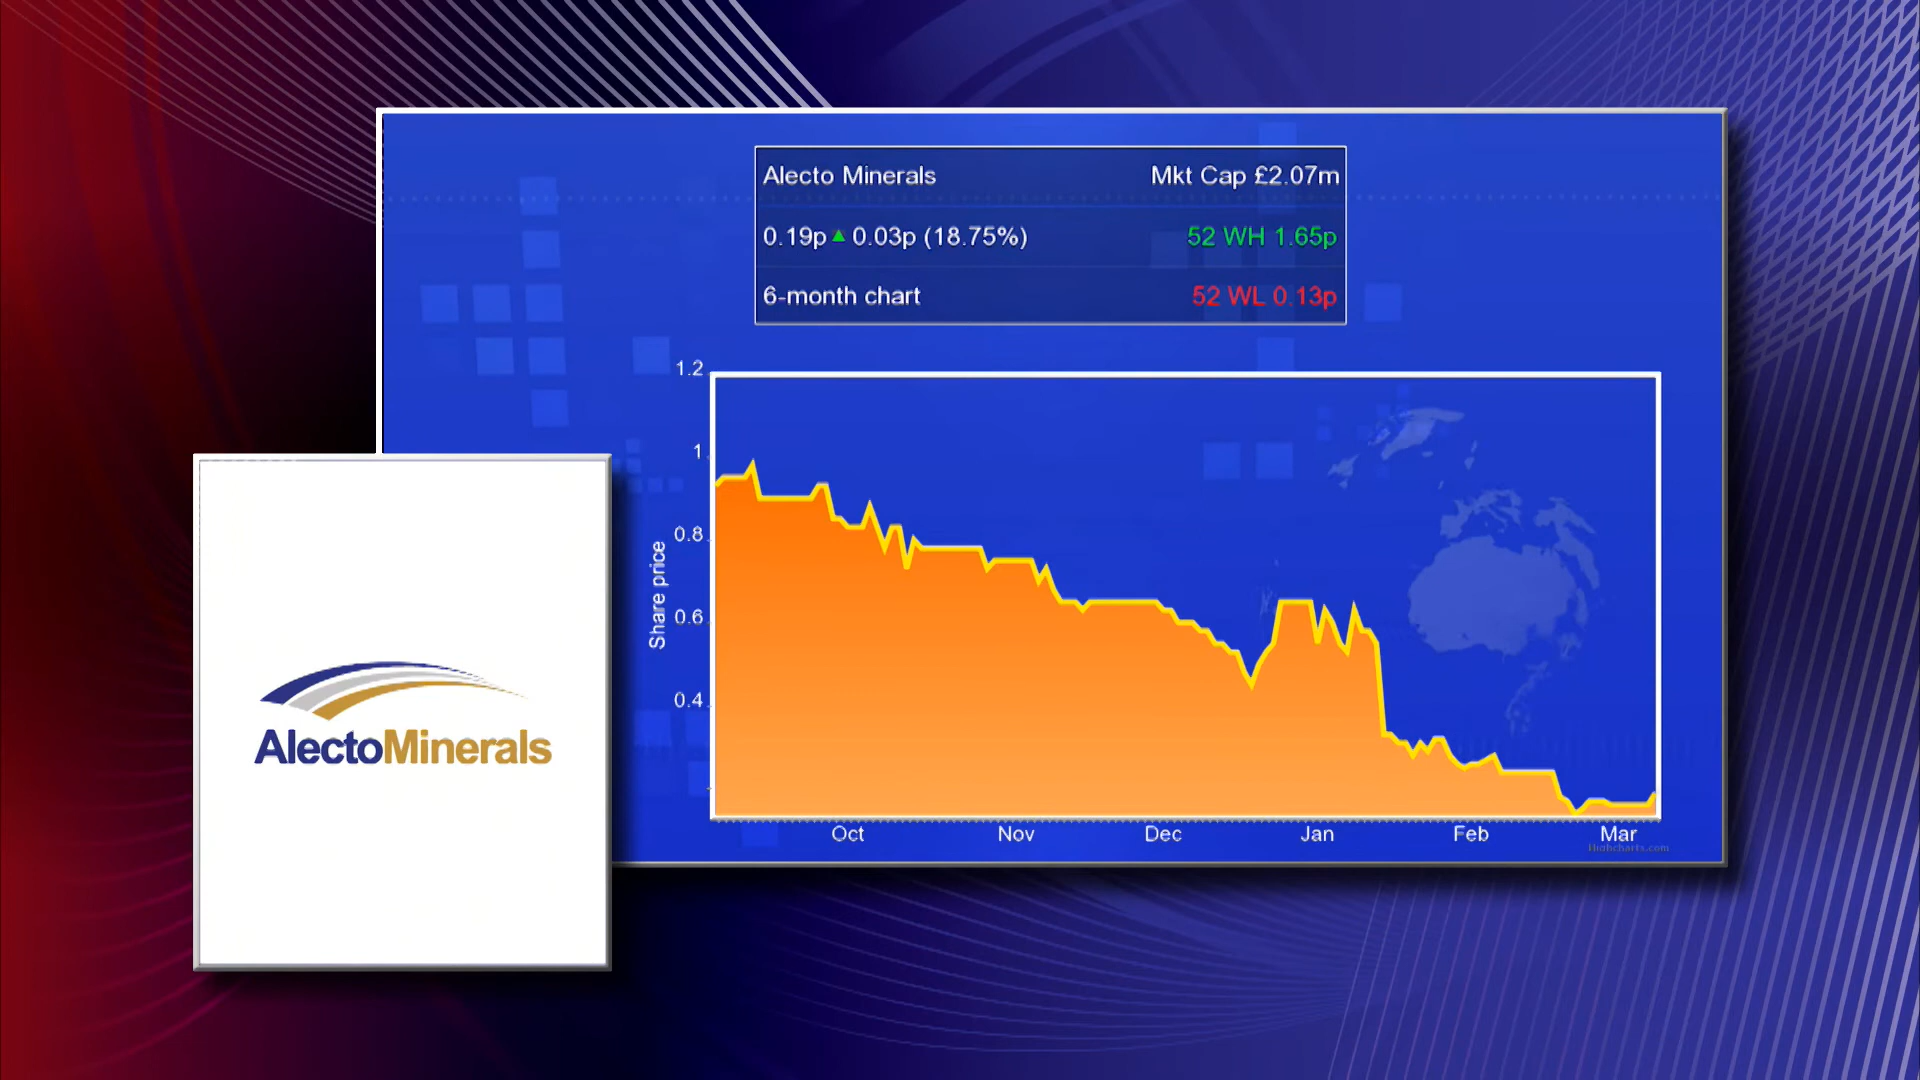 Alecto Minerals Mkt Cap £2.07m
0.19p ▲ 0.03p (18.75%) 52 WH 1.65p
6-month chart 52 WL 0.13p
1.2
1
0.8
0.6
0.4
Share price
Oct Nov Dec Jan Feb Mar
Highcharts.com
AlectoMinerals